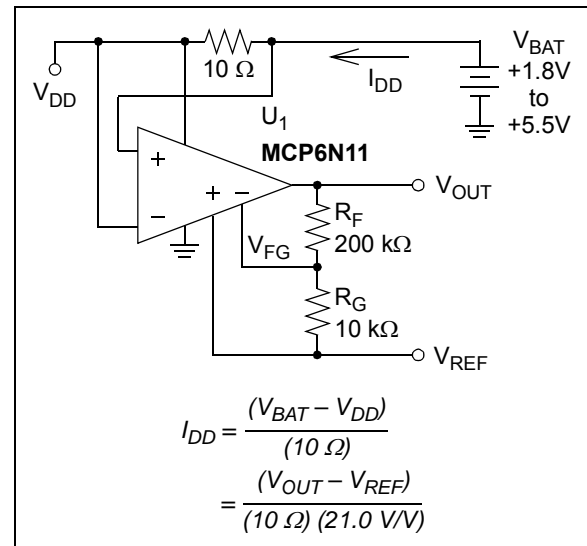 V_DD
10 Ω
I_DD
V_BAT
+1.8V
to
+5.5V
U_1
MCP6N11
+
−
+ −
V_OUT
R_F
200 kΩ
V_FG
R_G
10 kΩ
V_REF
I_DD = (V_BAT – V_DD) / (10 Ω)
= (V_OUT – V_REF) / (10 Ω) (21.0 V/V)